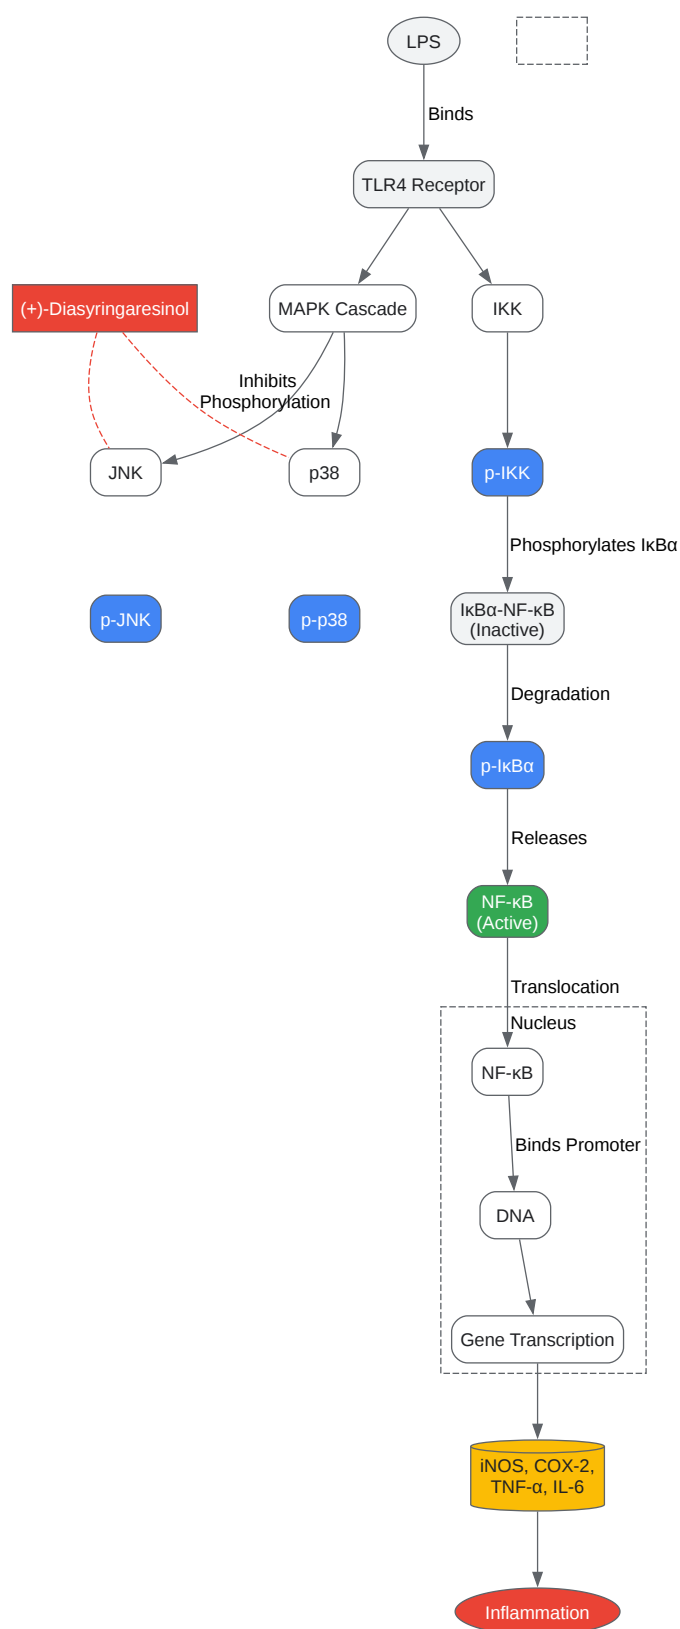 LPS
Binds
TLR4 Receptor
(+)-Diasyringaresinol
MAPK Cascade
IKK
Inhibits
Phosphorylation
JNK
p38
p-IKK
Phosphorylates IκBα
p-JNK
p-p38
IκBα-NF-κB
(Inactive)
Degradation
p-IκBα
Releases
NF-κB
(Active)
Translocation
Nucleus
NF-κB
Binds Promoter
DNA
Gene Transcription
iNOS, COX-2,
TNF-α, IL-6
Inflammation